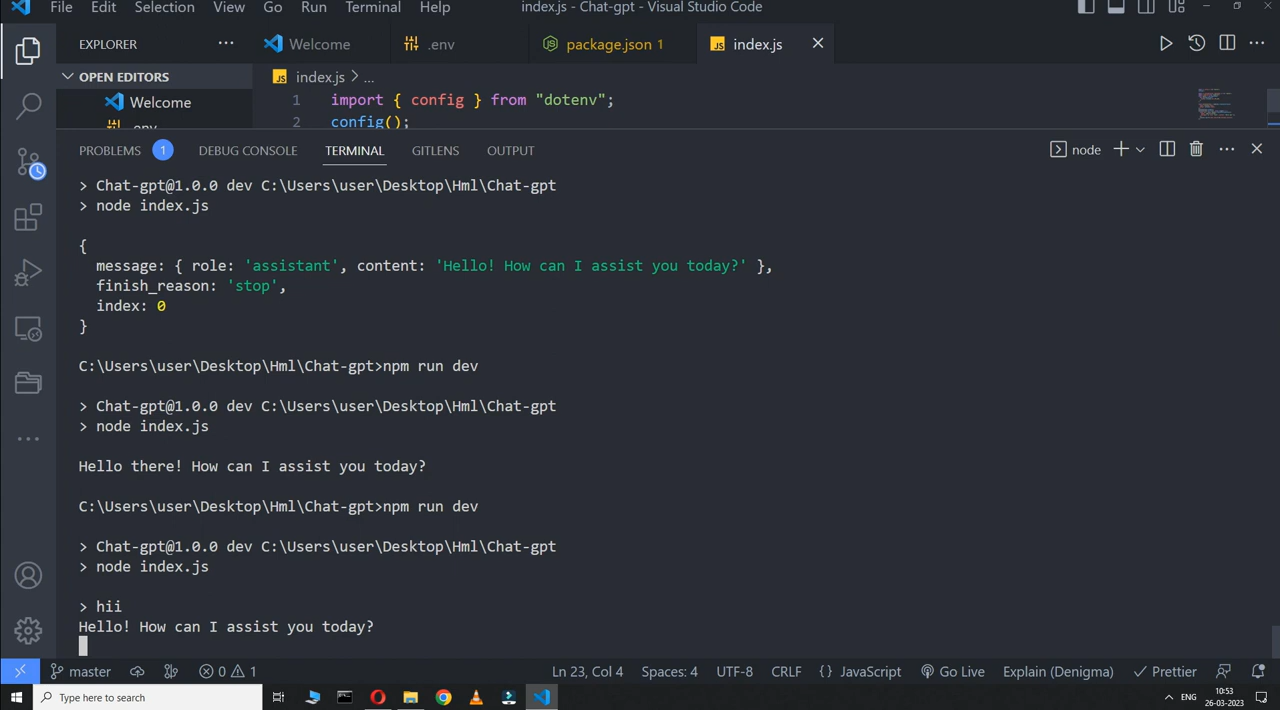 File Edit Selection View Go Run Terminal Help index.js - Chat-gpt - Visual Studio Code
EXPLORER ··· Welcome .env package.json 1 index.js
OPEN EDITORS index.js > ...
Welcome 1 import { config } from "dotenv";
.env 2 config();
PROBLEMS 1 DEBUG CONSOLE TERMINAL GITLENS OUTPUT node
> Chat-gpt@1.0.0 dev C:\Users\user\Desktop\Hml\Chat-gpt
> node index.js
{
message: { role: 'assistant', content: 'Hello! How can I assist you today?' },
finish_reason: 'stop',
index: 0
}
C:\Users\user\Desktop\Hml\Chat-gpt>npm run dev
> Chat-gpt@1.0.0 dev C:\Users\user\Desktop\Hml\Chat-gpt
> node index.js
Hello there! How can I assist you today?
C:\Users\user\Desktop\Hml\Chat-gpt>npm run dev
> Chat-gpt@1.0.0 dev C:\Users\user\Desktop\Hml\Chat-gpt
> node index.js
> hii
Hello! How can I assist you today?
master 0 1 Ln 23, Col 4 Spaces: 4 UTF-8 CRLF {} JavaScript Go Live Explain (Denigma) Prettier
Type here to search ENG 10:53
26-03-2023